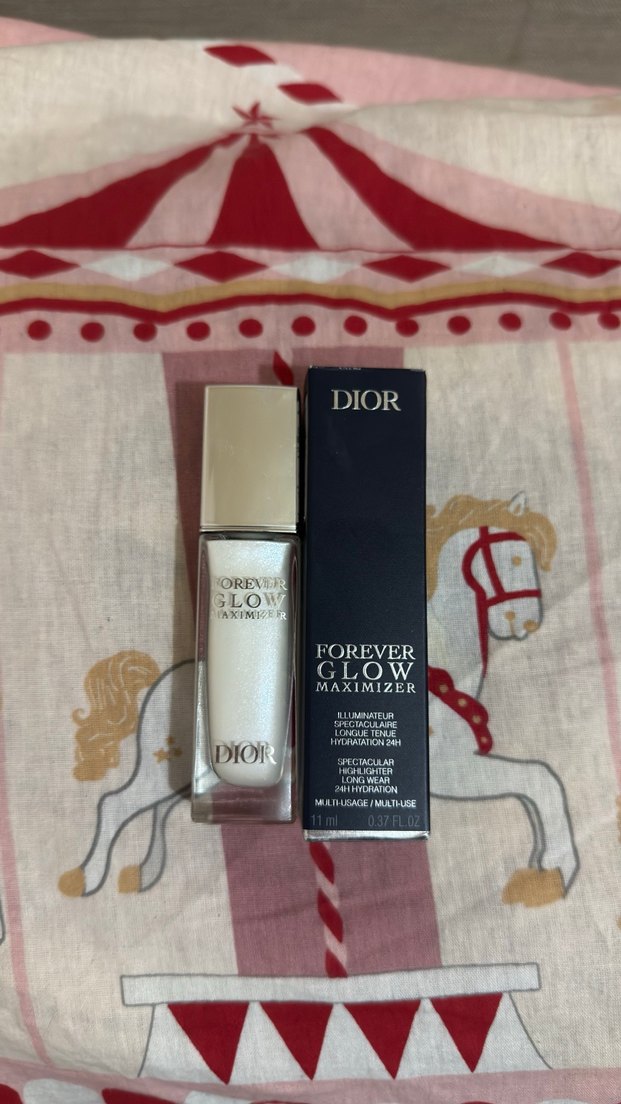 FOREVER
GLOW
MAXIMIZER
DIOR
DIOR
FOREVER
GLOW
MAXIMIZER
ILLUMINATEUR
SPECTACULAIRE
LONGUE TENUE
HYDRATATION 24H
SPECTACULAR
HIGHLIGHTER
LONG WEAR
24H HYDRATION
MULTI-USAGE / MULTI-USE
11 ml 0.37 FL.OZ